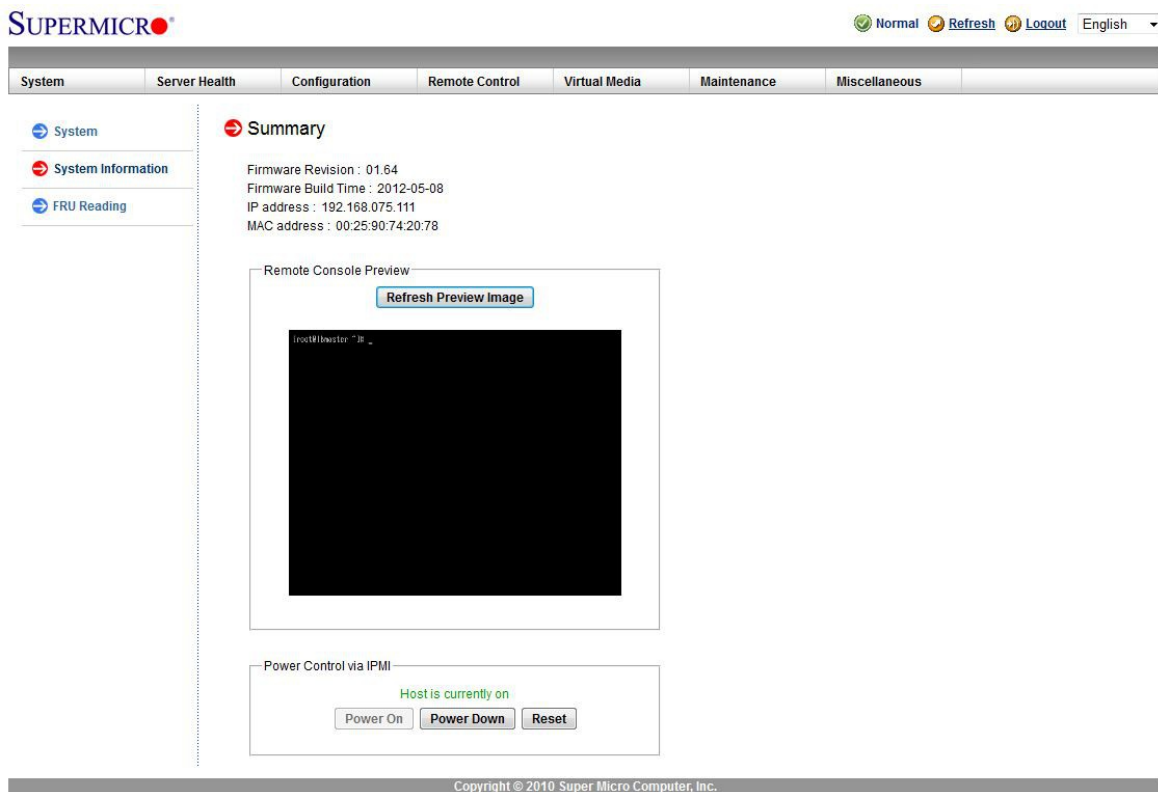 SUPERMICRO
Normal Refresh Logout English
System Server Health Configuration Remote Control Virtual Media Maintenance Miscellaneous
System
System Information
FRU Reading
Summary
Firmware Revision : 01.64
Firmware Build Time : 2012-05-08
IP address : 192.168.075.111
MAC address : 00:25:90:74:20:78
Remote Console Preview
Refresh Preview Image
[root@lbmaster ~]# _
Power Control via IPMI
Host is currently on
Power On Power Down Reset
Copyright © 2010 Super Micro Computer, Inc.